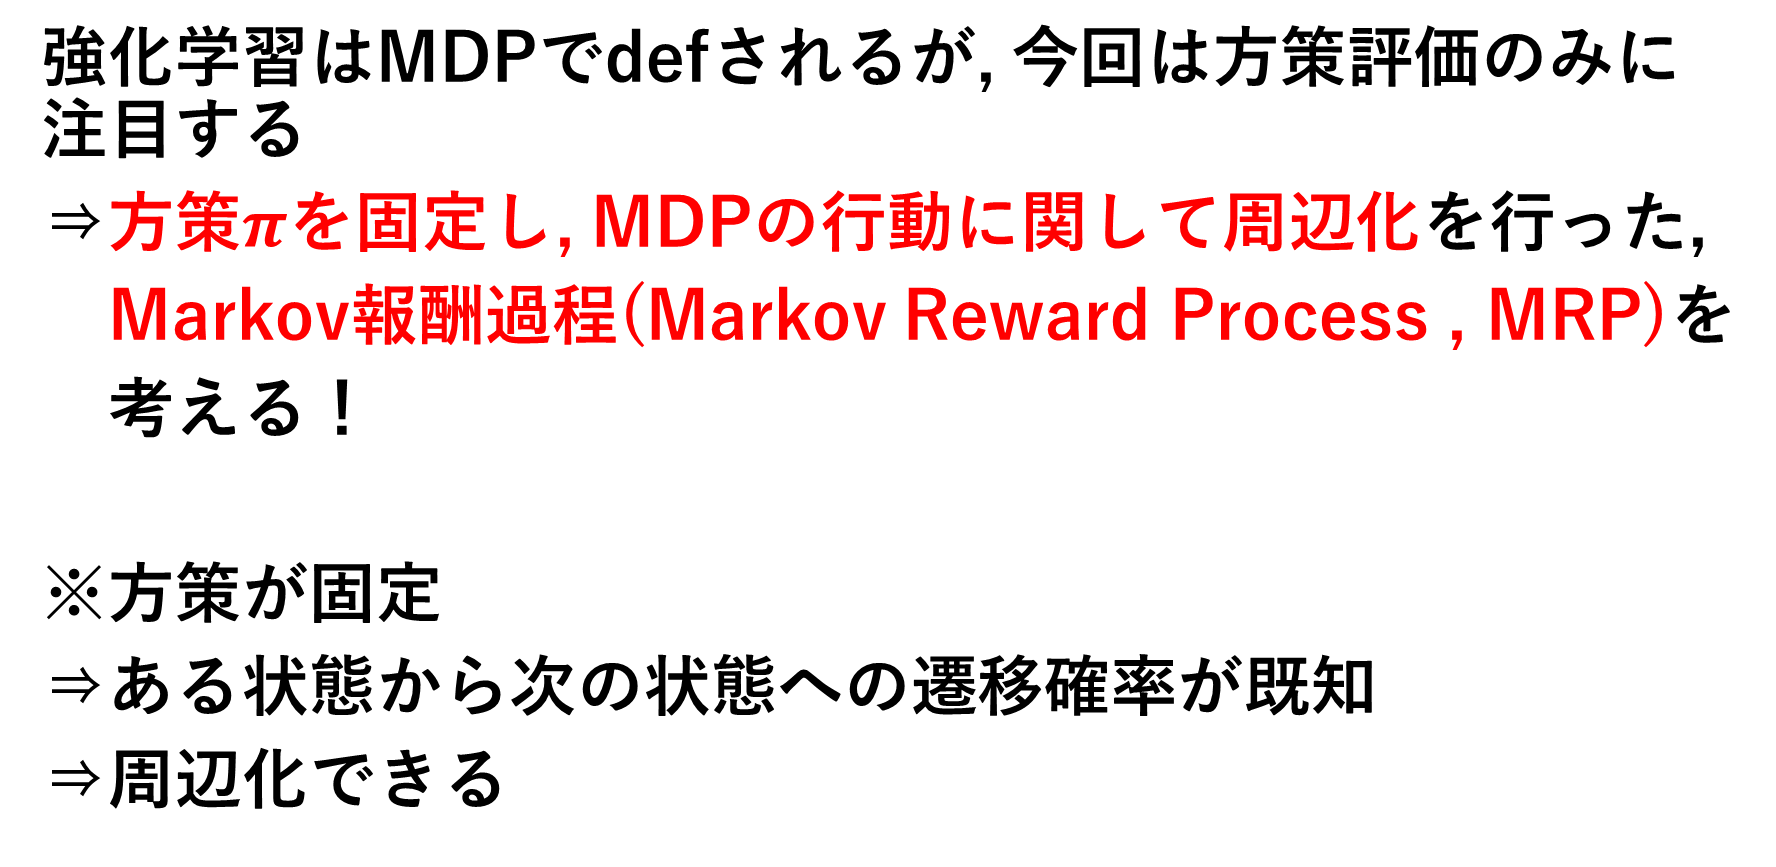 強化学習はMDPでdefされるが, 今回は方策評価のみに
注目する
⇒方策πを固定し, MDPの行動に関して周辺化を行った,
Markov報酬過程(Markov Reward Process , MRP)を
考える！
※方策が固定
⇒ある状態から次の状態への遷移確率が既知
⇒周辺化できる